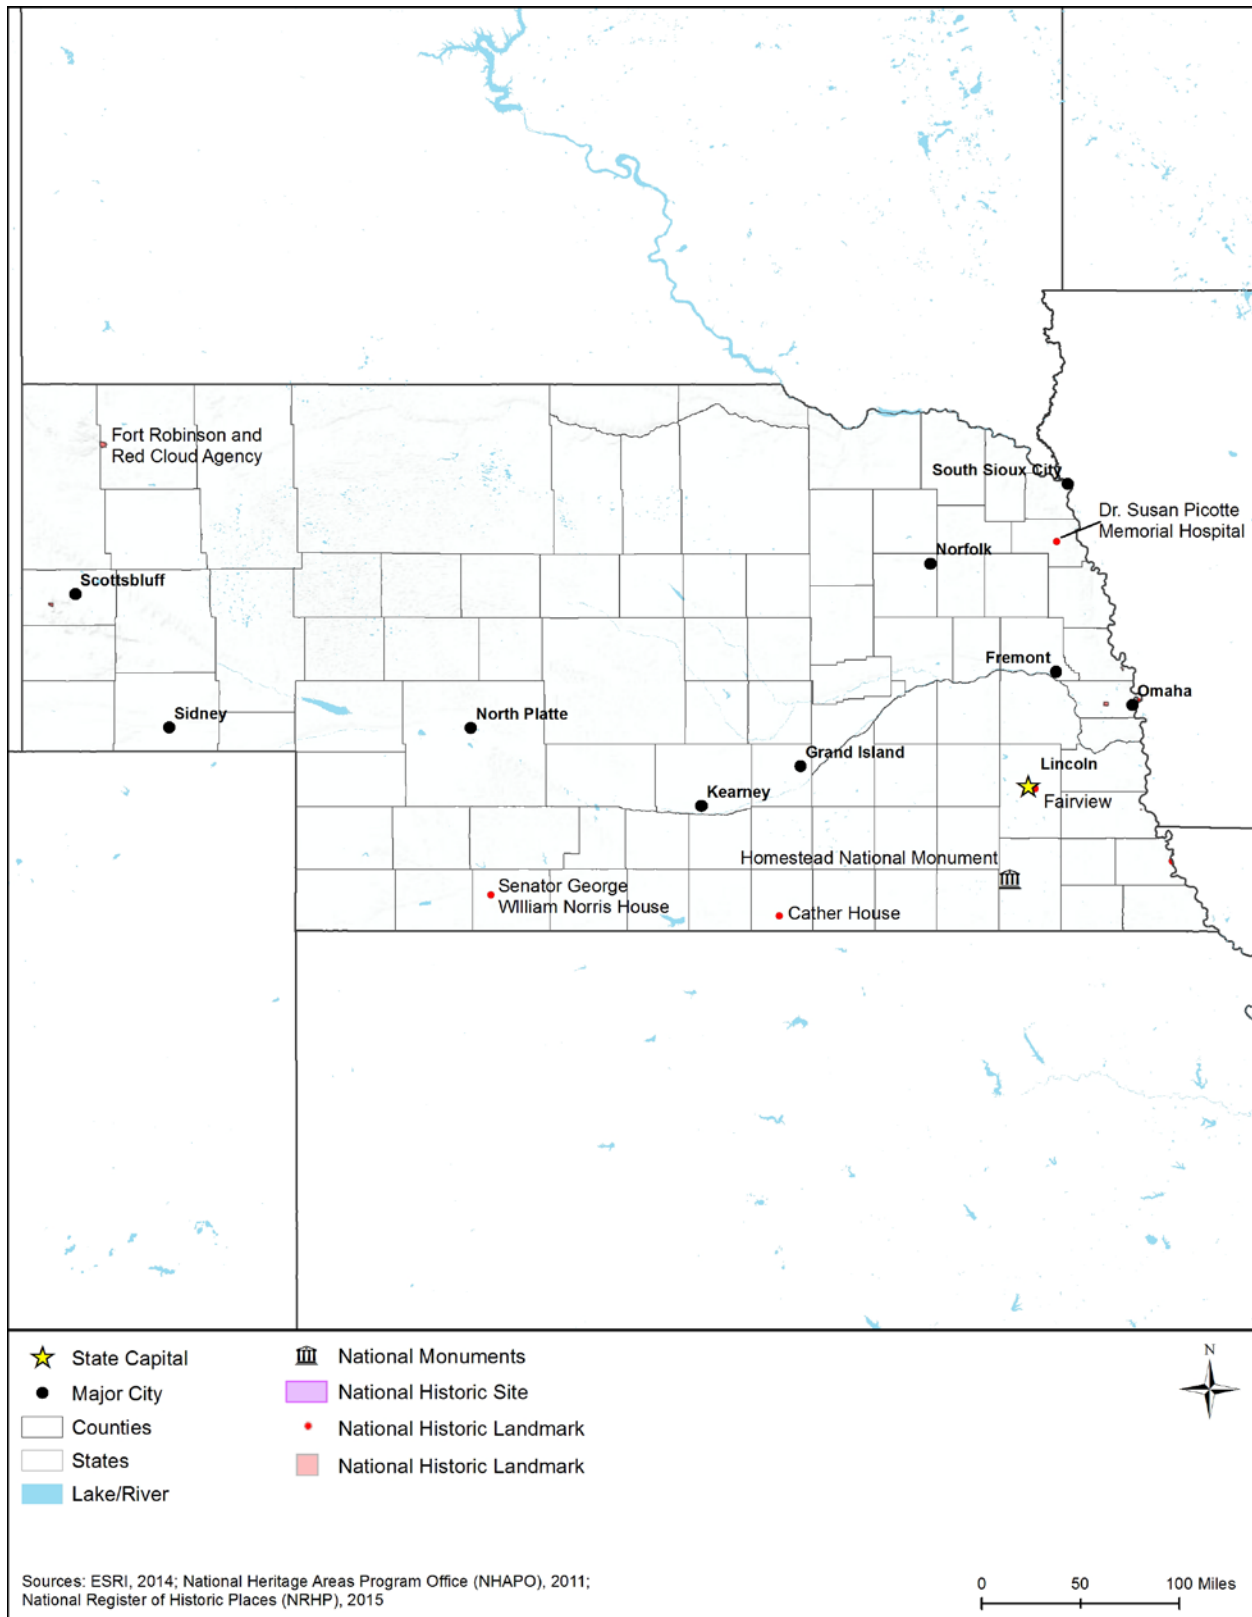 Fort Robinson and
Red Cloud Agency
South Sioux City
Dr. Susan Picotte
Memorial Hospital
Norfolk
Scottsbluff
Fremont
Omaha
Sidney
North Platte
Grand Island
Lincoln
Kearney
Fairview
Homestead National Monument
Senator George
WIlliam Norris House
Cather House
State Capital
Major City
Counties
States
Lake/River
National Monuments
National Historic Site
National Historic Landmark
National Historic Landmark
N
Sources: ESRI, 2014; National Heritage Areas Program Office (NHAPO), 2011;
National Register of Historic Places (NRHP), 2015
0 50 100 Miles